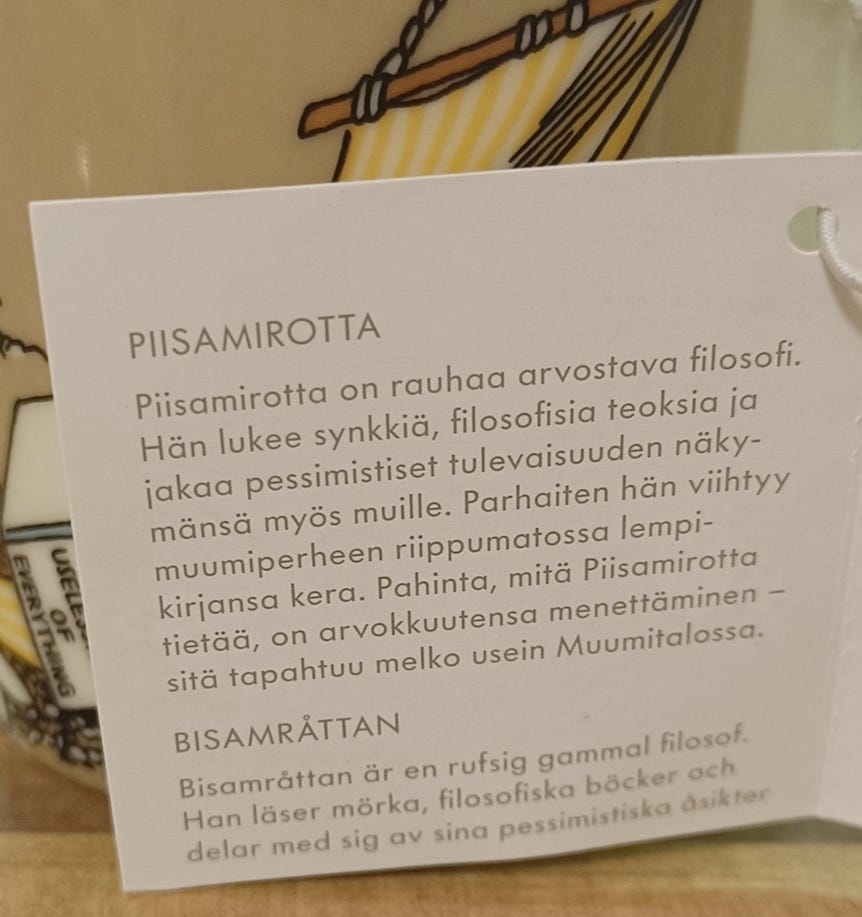 PIISAMIROTTA
Piisamirotta on rauhaa arvostava filosofi.
Hän lukee synkkiä, filosofisia teoksia ja
jakaa pessimistiset tulevaisuuden näky-
mänsä myös muille. Parhaiten hän viihtyy
muumiperheen riippumatossa lempi-
kirjansa kera. Pahinta, mitä Piisamirotta
tietää, on arvokkuutensa menettäminen –
sitä tapahtuu melko usein Muumitalossa.
BISAMRÅTTAN
Bisamråttan är en rufsig gammal filosof.
Han läser mörka, filosofiska böcker och
delar med sig av sina pessimistiska åsikter
OF
EVERYTHING